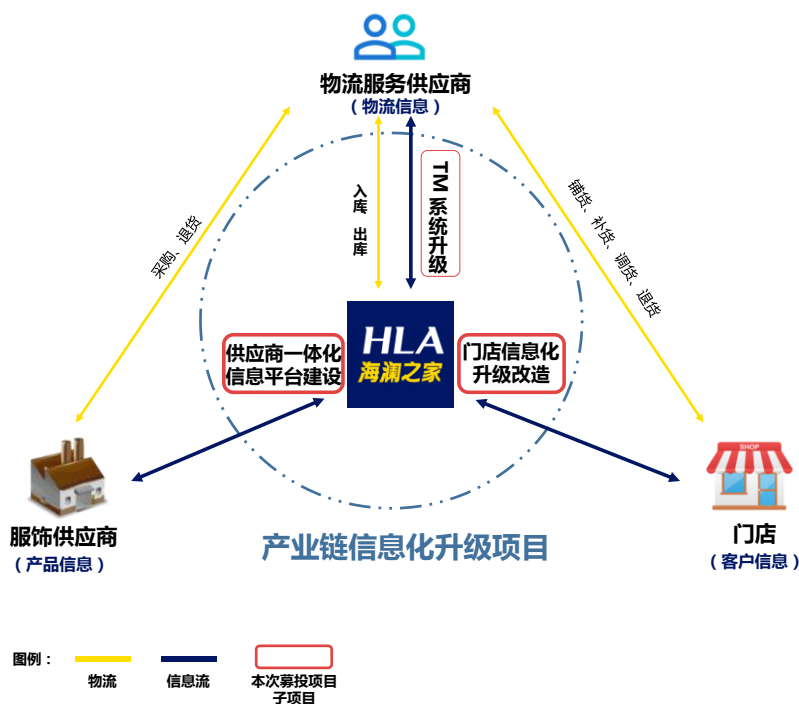 物流服务供应商
（物流信息）
采购、退货
入库、出库
TM 系统升级
铺货、补货、调货、退货
供应商一体化
信息平台建设
HLA
海澜之家
门店信息化
升级改造
SHOP
服饰供应商
（产品信息）
产业链信息化升级项目
门店
（客户信息）
图例：
物流
信息流
本次募投项目
子项目